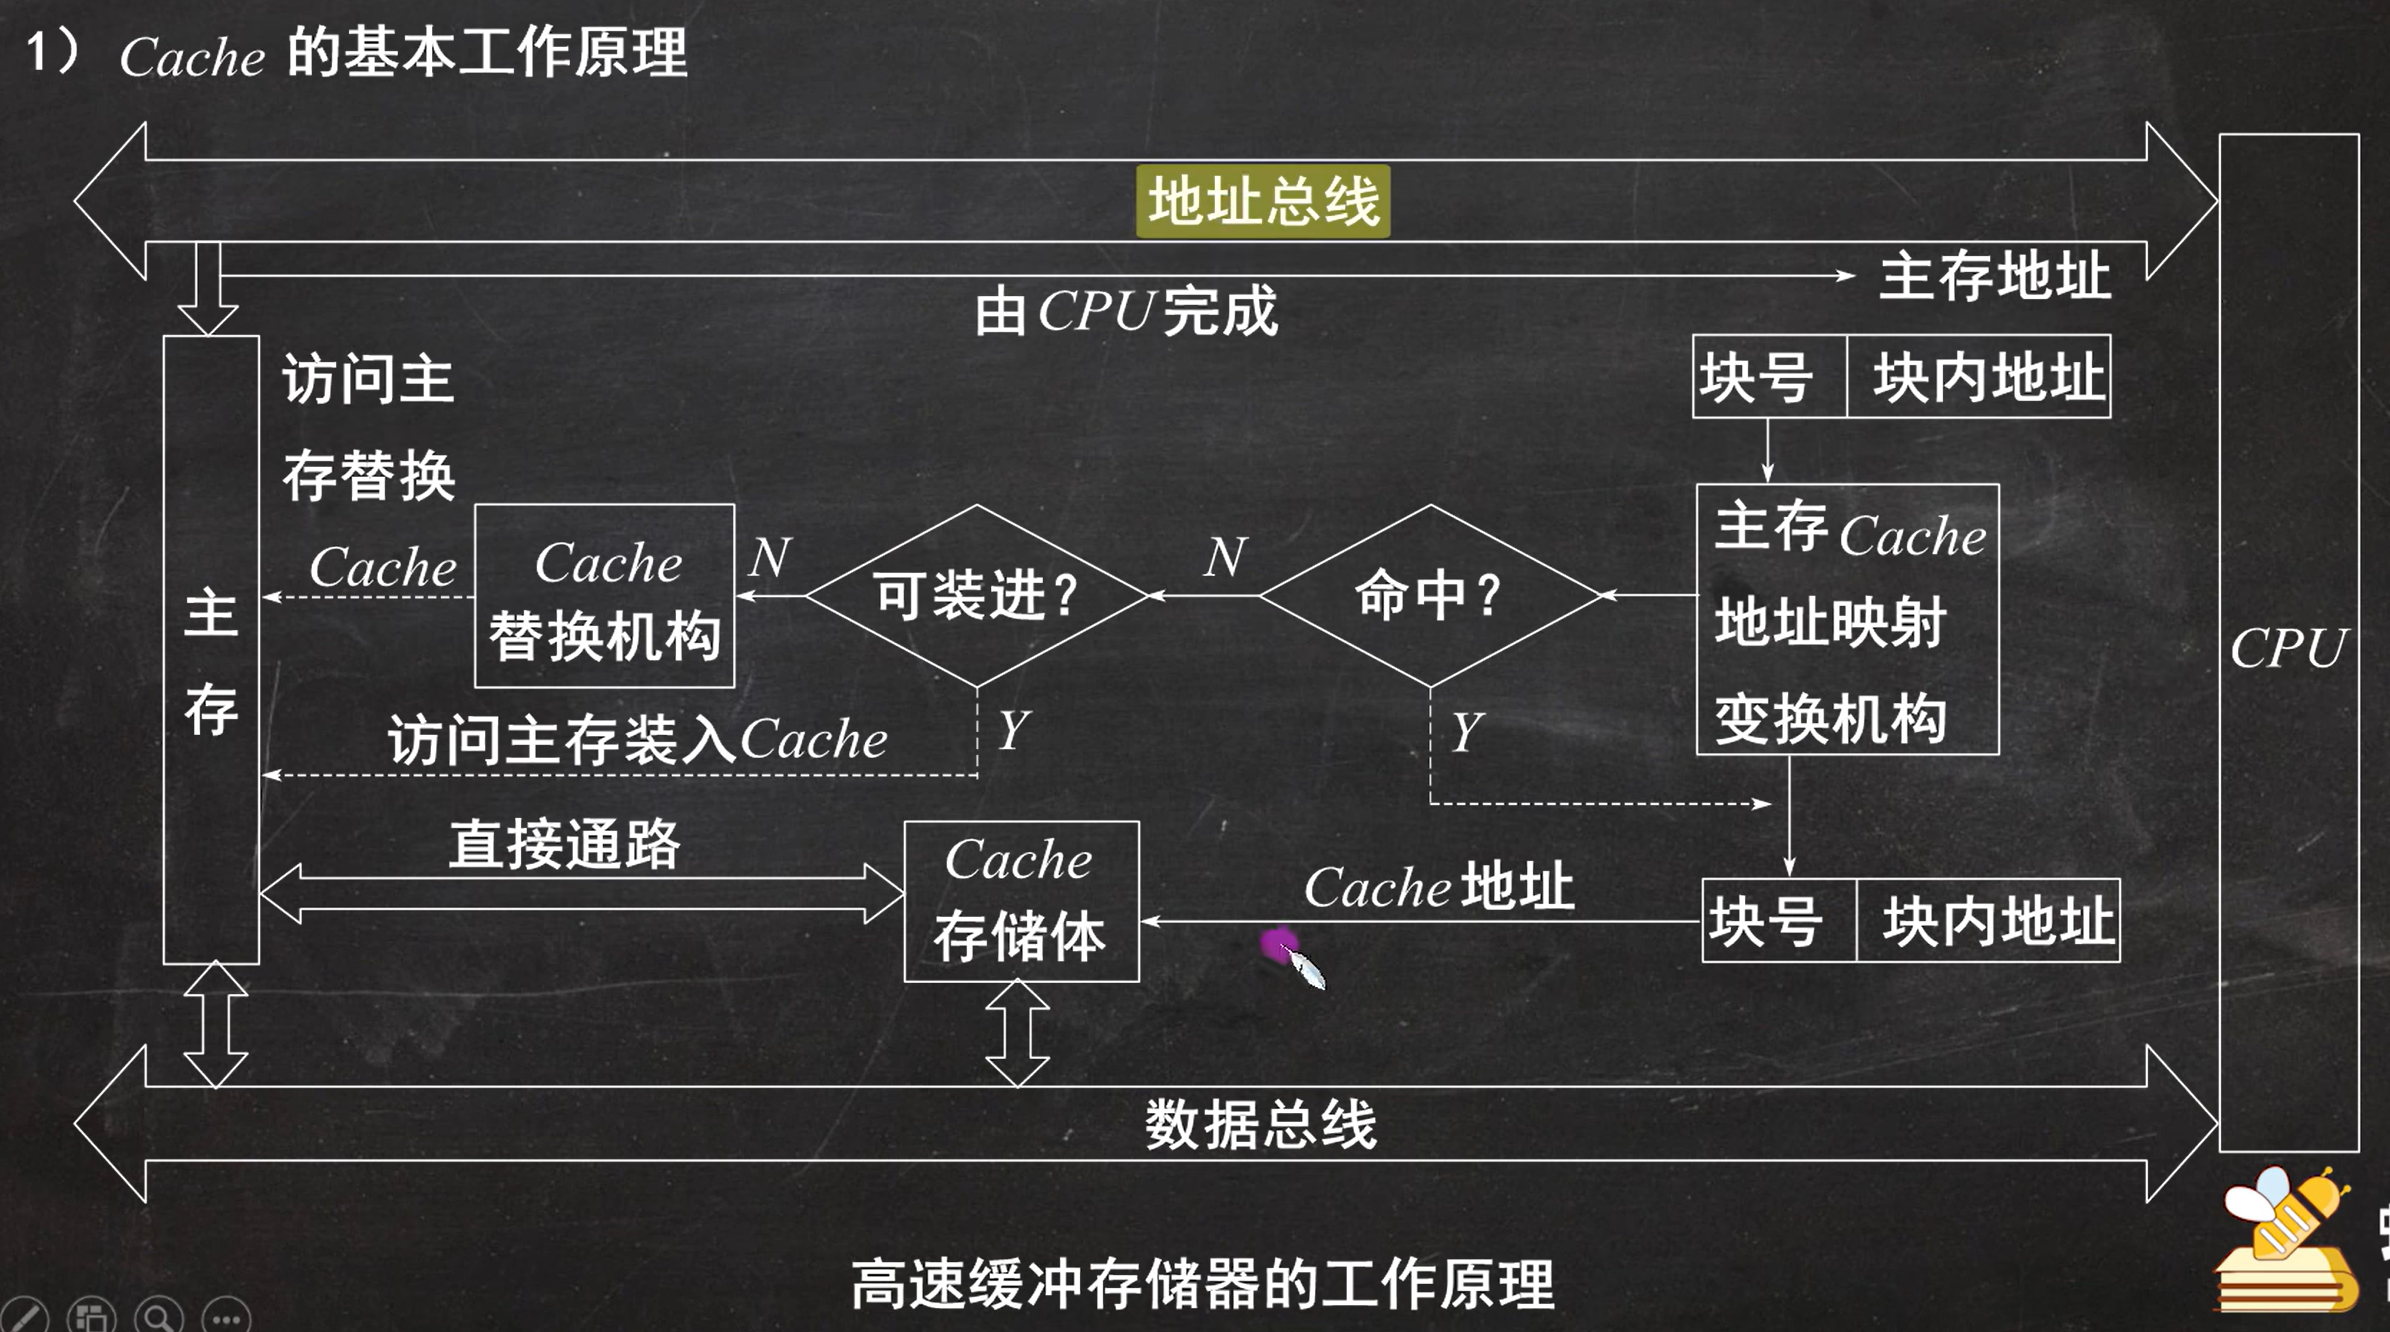 1） Cache 的基本工作原理
地址总线
主存地址
由CPU完成
块号 块内地址
访问主
存替换
Cache
Cache
替换机构
N
可装进？
N
命中？
主存Cache
地址映射
变换机构
主
存
CPU
访问主存装入Cache
Y
Y
直接通路
Cache
存储体
Cache地址
块号 块内地址
数据总线
高速缓冲存储器的工作原理